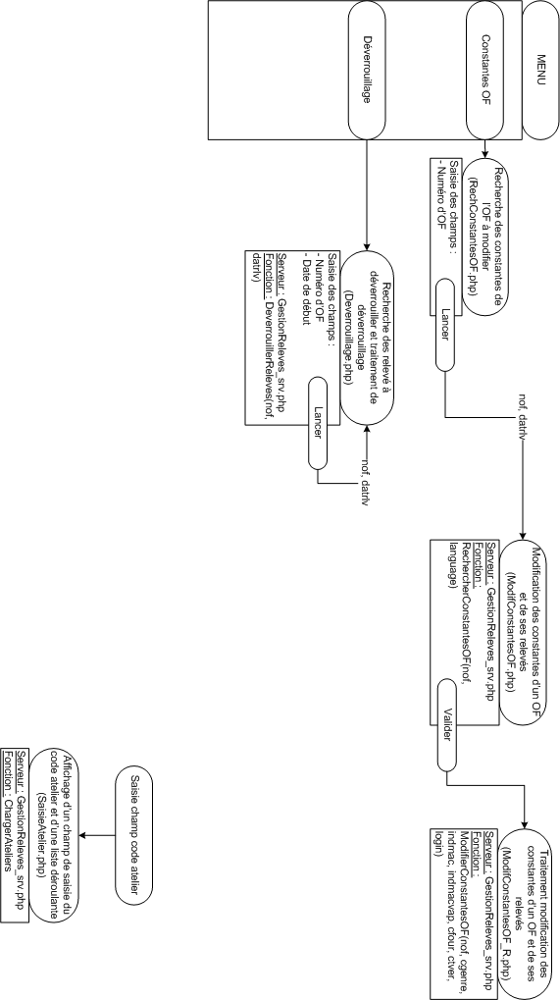 MENU
Constantes OF
Déverrouillage
Recherche des constantes de
l'OF à modifier
(RechConstantesOF.php)
Saisie des champs :
- Numéro d'OF
Lancer
nof, datrlv
Modification des constantes d'un OF
et de ses relevés
(ModifConstantesOF.php)
Serveur : GestionReleves_srv.php
Fonction :
RechercherConstantesOF(nof,
language)
Valider
Traitement modification des
constantes d'un OF et de ses
relevés
(ModifConstantesOF_R.php)
Serveur : GestionReleves_srv.php
Fonction :
ModifierConstantesOF(nof, cgenre,
indmac, indmacvap, cfour, ctver,
login)
Recherche des relevé à
déverrouiller et traitement de
déverrouillage
(Deverrouillage.php)
Saisie des champs :
- Numéro d'OF
- Date de début
Serveur : GestionReleves_srv.php
Fonction : DeverrouillerReleves(nof,
datrlv)
Lancer
nof, datrlv
Saisie champ code atelier
Affichage d'un champ de saisie du
code atelier et d'une liste déroulante
(SaisieAtelier.php)
Serveur : GestionReleves_srv.php
Fonction : ChargerAteliers